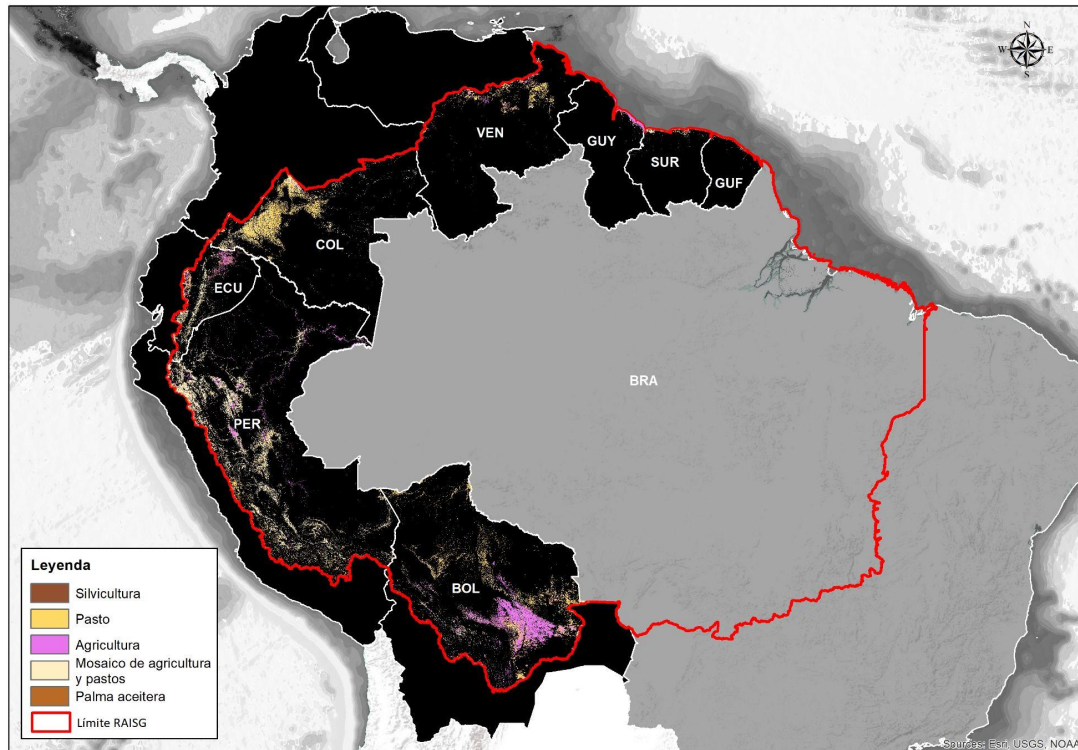 N
W E
S
VEN
GUY
SUR
GUF
COL
ECU
BRA
PER
BOL
Leyenda
Silvicultura
Pasto
Agricultura
Mosaico de agricultura
y pastos
Palma aceitera
Límite RAISG
Sources: Esri, USGS, NOAA